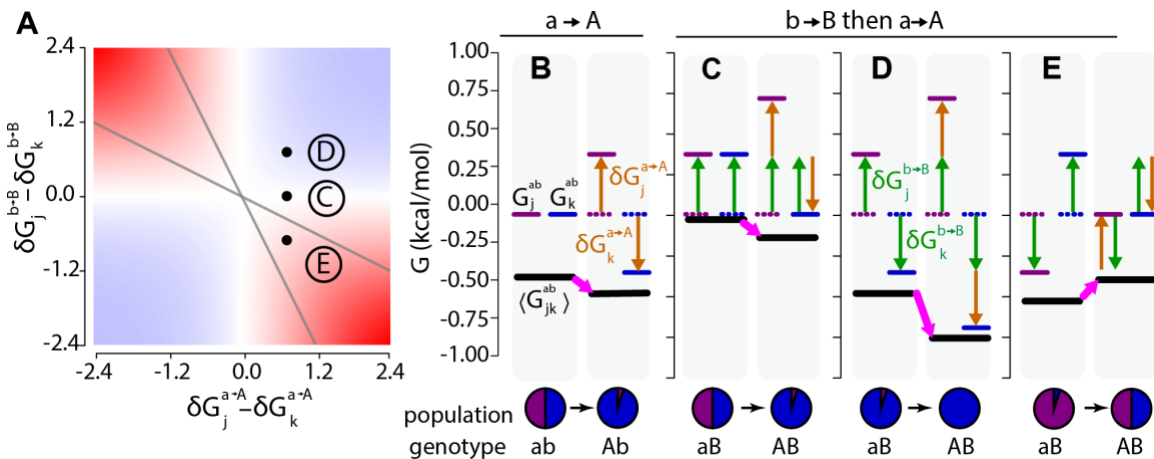 A
2.4
1.2
0.0
-1.2
-2.4
-2.4
-1.2
0.0
1.2
2.4
δG_j^{b→B} – δG_k^{b→B}
δG_j^{a→A} – δG_k^{a→A}
D
C
E
a → A
b → B then a → A
B
C
D
E
1.00
0.75
0.50
0.25
0.00
-0.25
-0.50
-0.75
-1.00
G (kcal/mol)
G_j^{ab} G_k^{ab}
δG_j^{a→A}
δG_k^{a→A}
⟨G_{jk}^{ab}⟩
δG_j^{b→B}
δG_k^{b→B}
population
genotype ab Ab aB AB aB AB aB AB